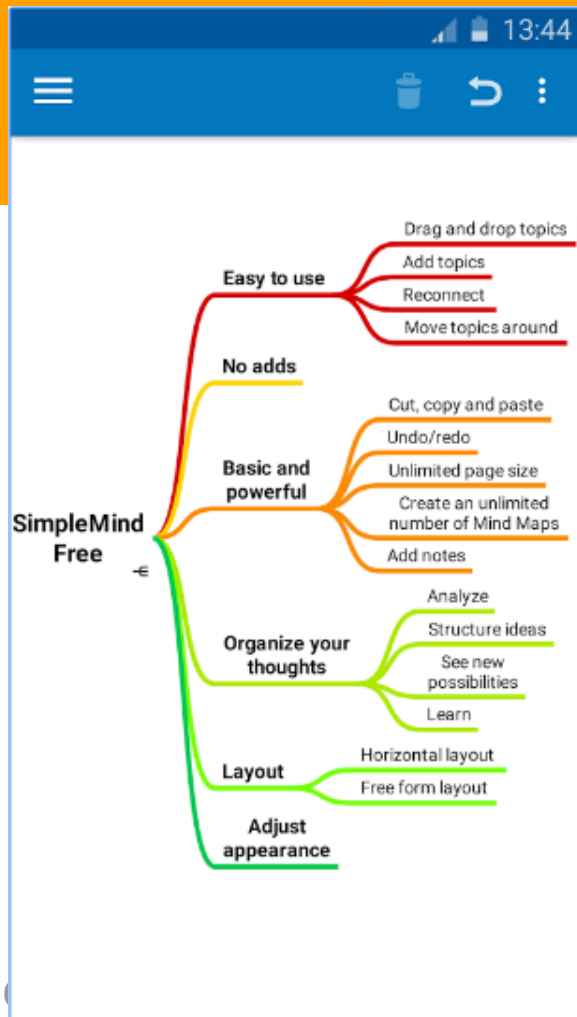 13:44
SimpleMind
Free
Easy to use
Drag and drop topics
Add topics
Reconnect
Move topics around
No adds
Basic and
powerful
Cut, copy and paste
Undo/redo
Unlimited page size
Create an unlimited
number of Mind Maps
Add notes
Organize your
thoughts
Analyze
Structure ideas
See new
possibilities
Learn
Layout
Horizontal layout
Free form layout
Adjust
appearance